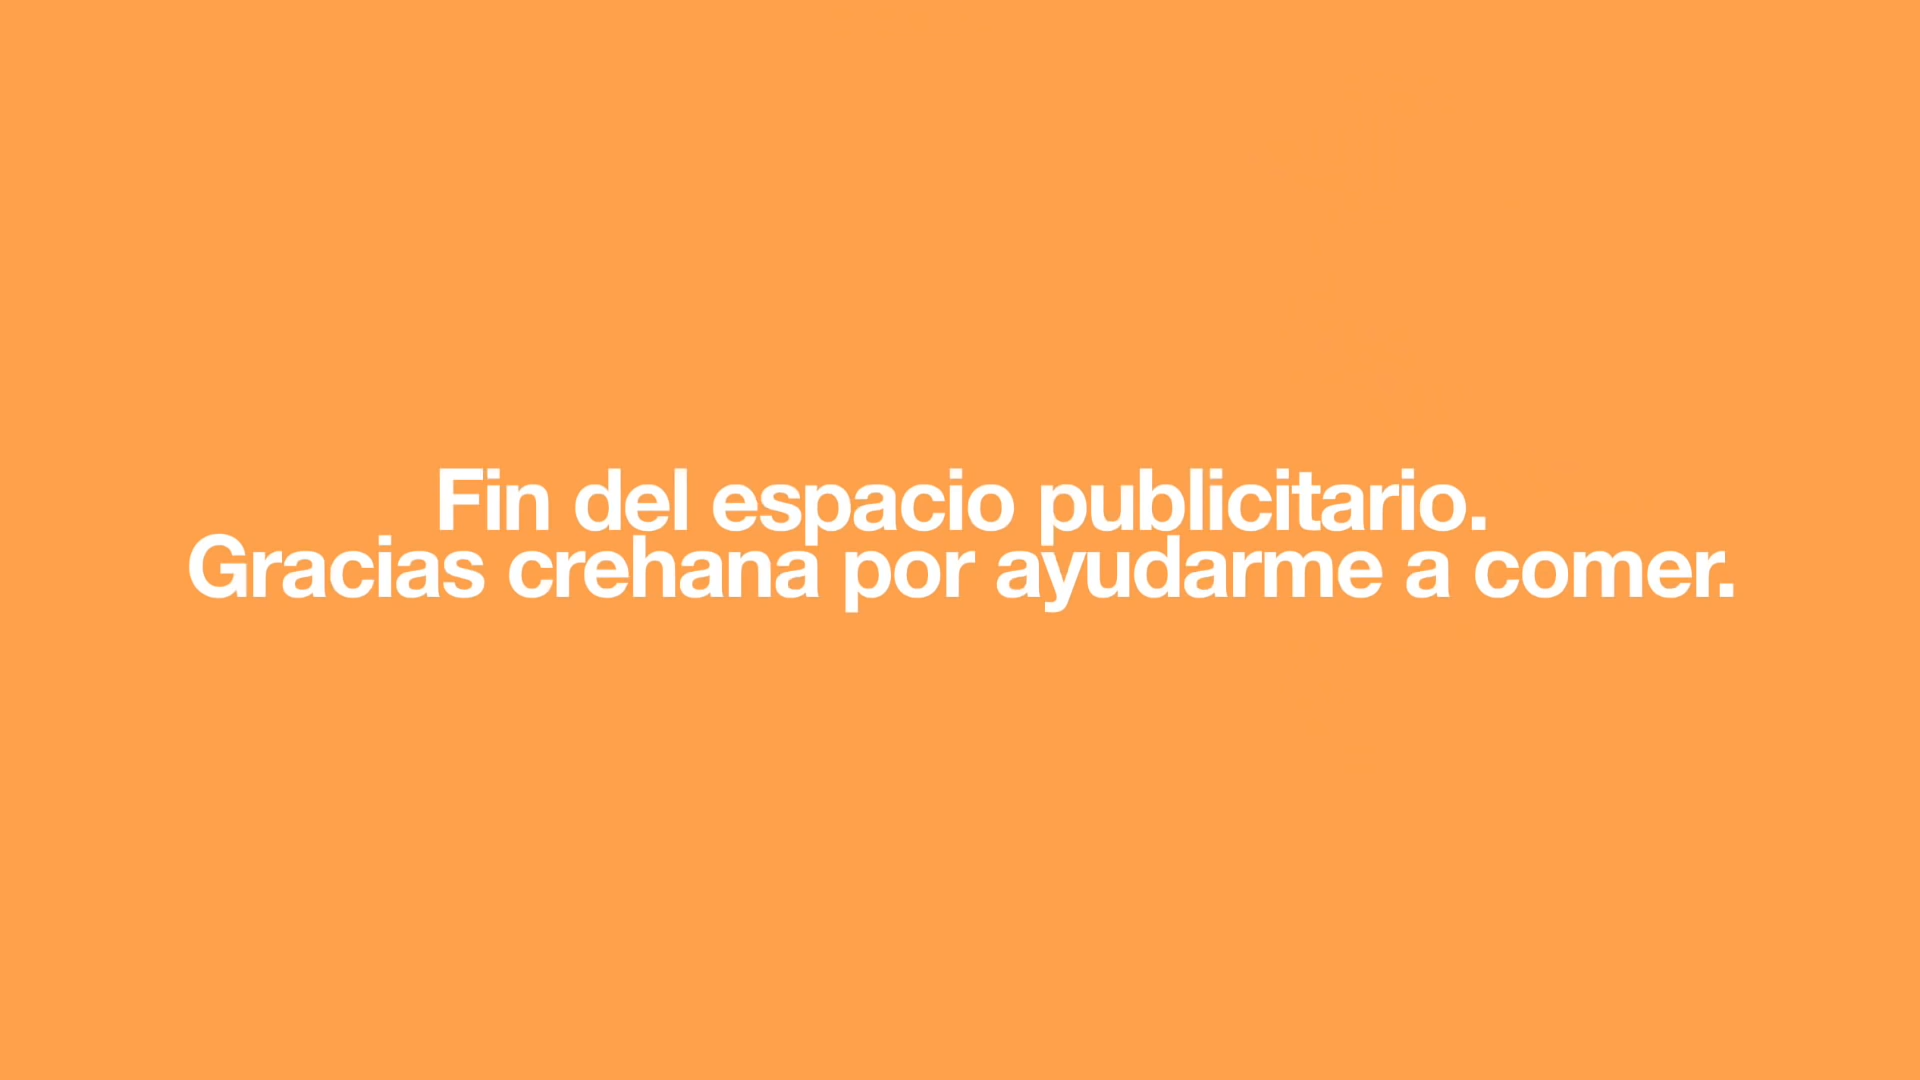 Fin del espacio publicitario.
Gracias crehana por ayudarme a comer.